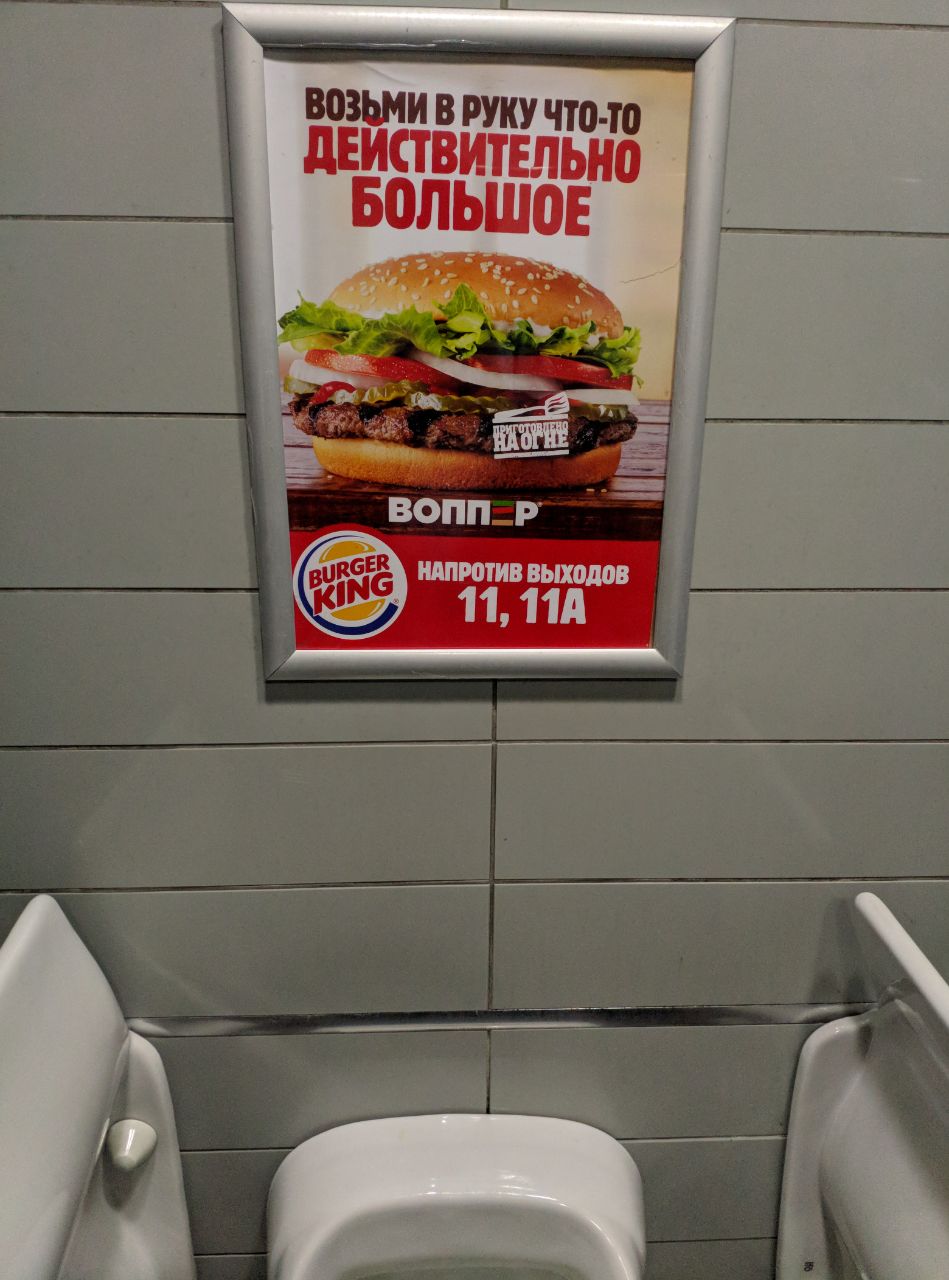 ВОЗЬМИ В РУКУ ЧТО-ТО
ДЕЙСТВИТЕЛЬНО
БОЛЬШОЕ
ПРИГОТОВЛЕНО
НА ОГНЕ
ВОППЕР
BURGER
KING®
НАПРОТИВ ВЫХОДОВ
11, 11А